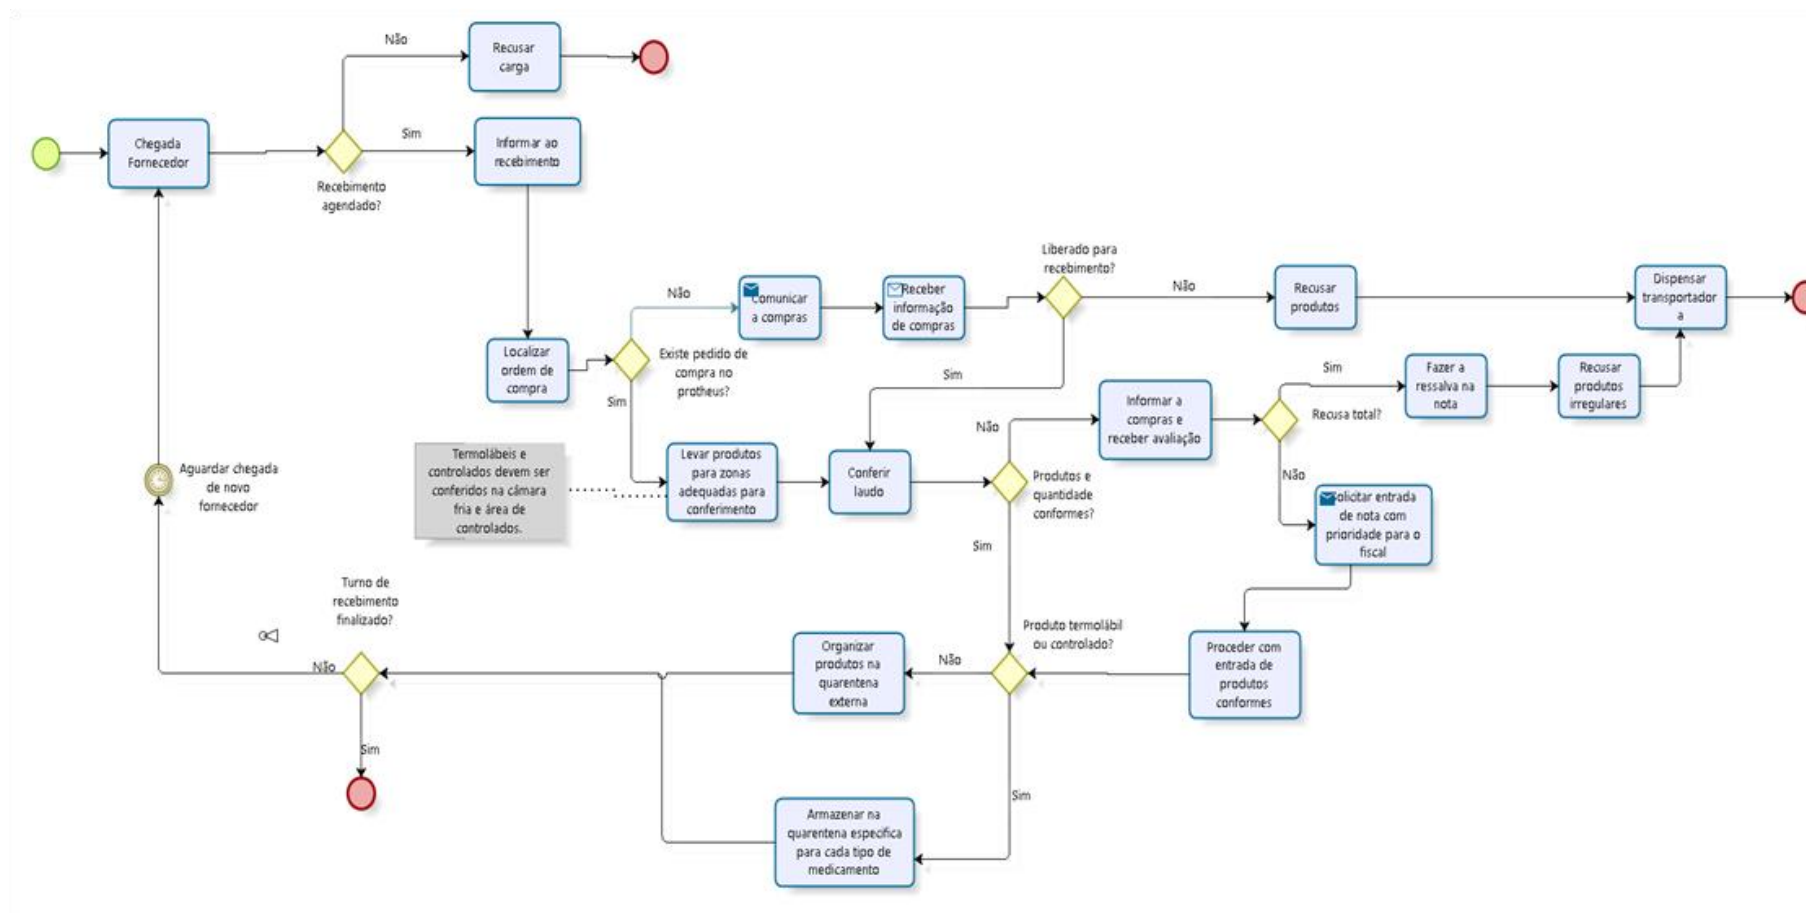 Não
Recusar
carga
Chegada
Fornecedor
Sim
Informar ao
recebimento
Recebimento
agendado?
Liberado para
recebimento?
Não
Comunicar
a compras
Receber
informação
de compras
Não
Recusar
produtos
Dispensar
transportador
a
Localizar
ordem de
compra
Existe pedido de
compra no
protheus?
Sim
Sim
Informar a
compras e
receber avaliação
Não
Sim
Recusa total?
Fazer a
ressalva na
nota
Recusar
produtos
irregulares
Termolábeis e
controlados devem ser
conferidos na câmara
fria e área de
controlados.
Levar produtos
para zonas
adequadas para
conferimento
Conferir
laudo
Produtos e
quantidade
conformes?
Não
Solicitar entrada
de nota com
prioridade para o
fiscal
Aguardar chegada
de novo
fornecedor
Sim
Turno de
recebimento
finalizado?
Não
Organizar
produtos na
quarentena
externa
Não
Produto termolábil
ou controlado?
Proceder com
entrada de
produtos
conformes
Sim
Sim
Armazenar na
quarentena especifica
para cada tipo de
medicamento